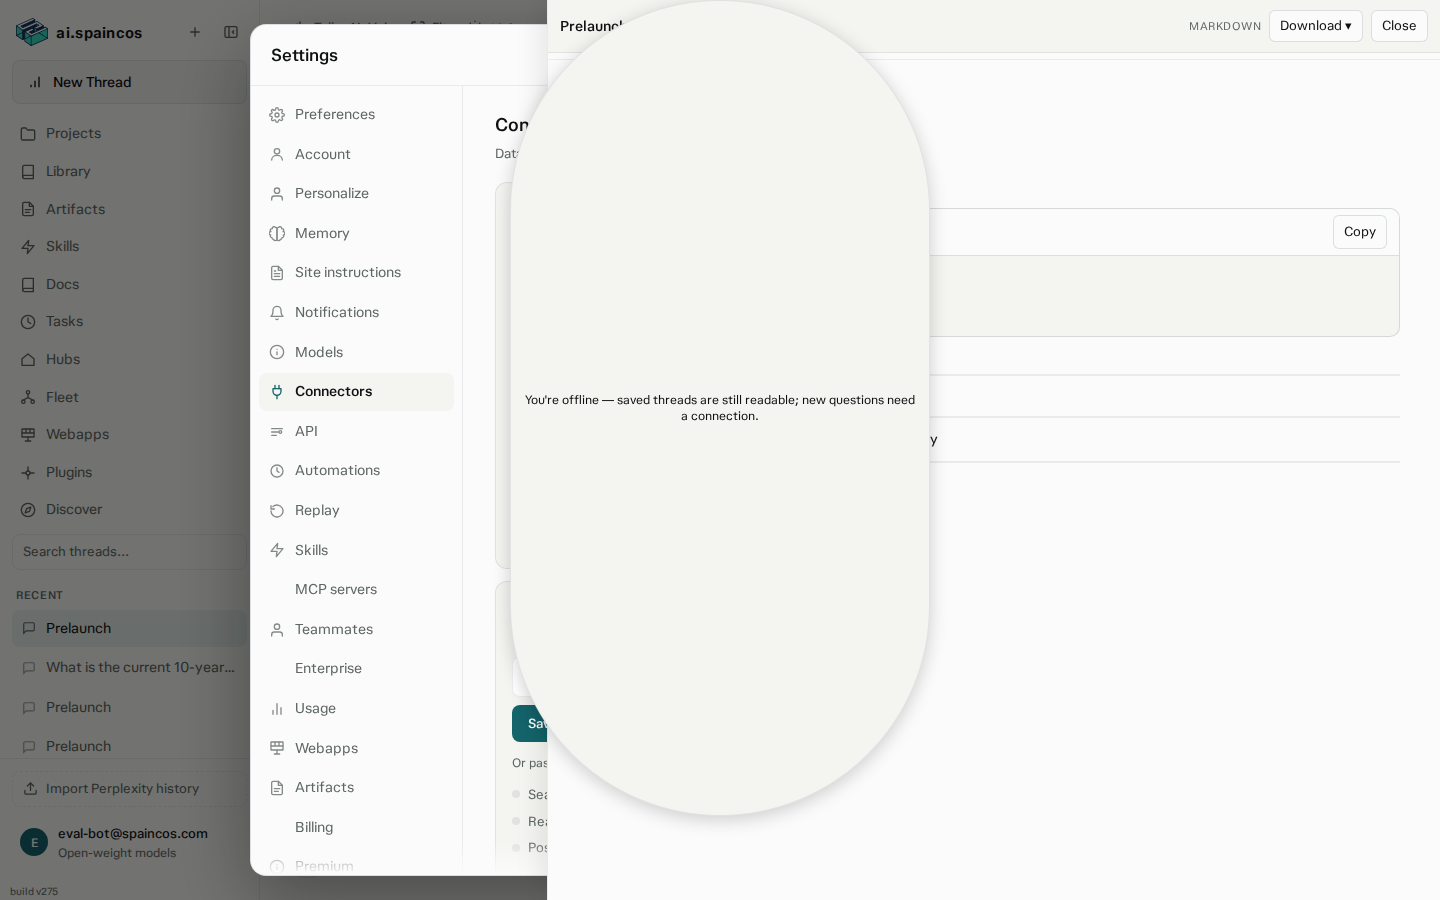 ai.spaincos
New Thread
Projects
Library
Artifacts
Skills
Docs
Tasks
Hubs
Fleet
Webapps
Plugins
Discover
Search threads...
RECENT
Prelaunch
What is the current 10-year...
Prelaunch
Prelaunch
Import Perplexity history
E
eval-bot@spaincos.com
Open-weight models
build v275
Settings
Preferences
Account
Personalize
Memory
Site instructions
Notifications
Models
Connectors
API
Automations
Replay
Skills
MCP servers
Teammates
Enterprise
Usage
Webapps
Artifacts
Billing
Premium
Or pas
MARKDOWN
Download ▾
Close
Copy
You're offline — saved threads are still readable; new questions need
a connection.